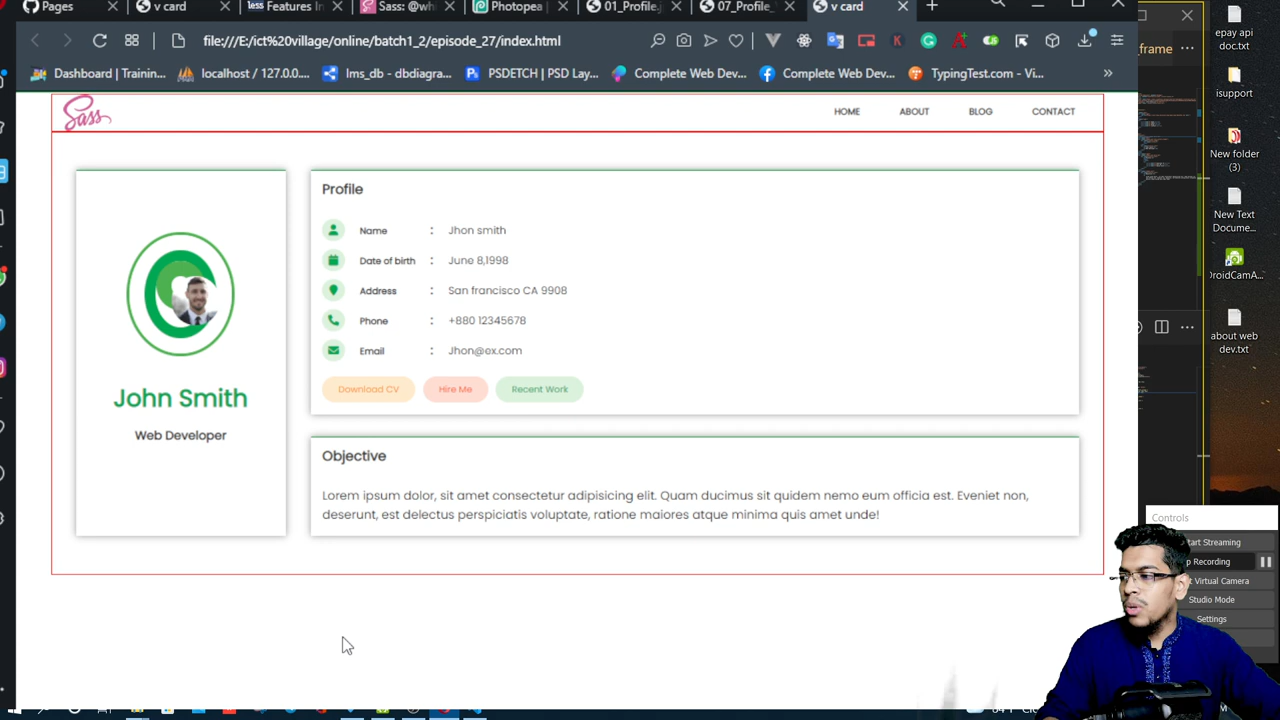 Pages
v card
less Features In
Sass: @wh
Photopea
01_Profile.j
07_Profile_
v card
file:///E:/ict%20village/online/batch1_2/episode_27/index.html
Dashboard | Trainin...
localhost / 127.0.0....
lms_db - dbdiagra...
PSDETCH | PSD Lay...
Complete Web Dev...
Complete Web Dev...
TypingTest.com - Vi...
Sass
HOME
ABOUT
BLOG
CONTACT
John Smith
Web Developer
Profile
Name : Jhon smith
Date of birth : June 8,1998
Address : San francisco CA 9908
Phone : +880 12345678
Email : Jhon@ex.com
Download CV
Hire Me
Recent Work
Objective
Lorem ipsum dolor, sit amet consectetur adipisicing elit. Quam ducimus sit quidem nemo eum officia est. Eveniet non,
deserunt, est delectus perspiciatis voluptate, ratione maiores atque minima quis amet unde!
frame
epay api
doc.txt
isupport
New folder
(3)
New Text
Docume...
DroidCamA...
about web
dev.txt
Controls
tart Streaming
p Recording
t Virtual Camera
Studio Mode
Settings